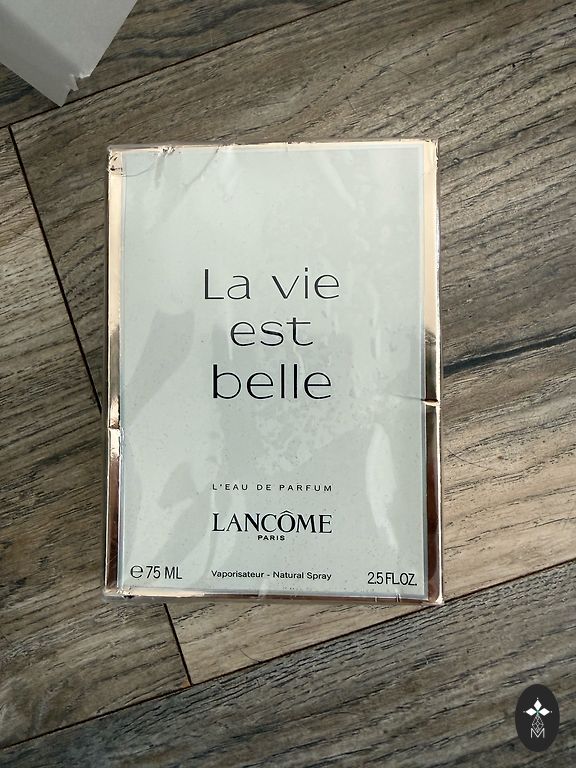 La vie
est
belle
L'EAU DE PARFUM
LANCÔME
PARIS
℮ 75 ML Vaporisateur - Natural Spray 2.5 FL.OZ.
M